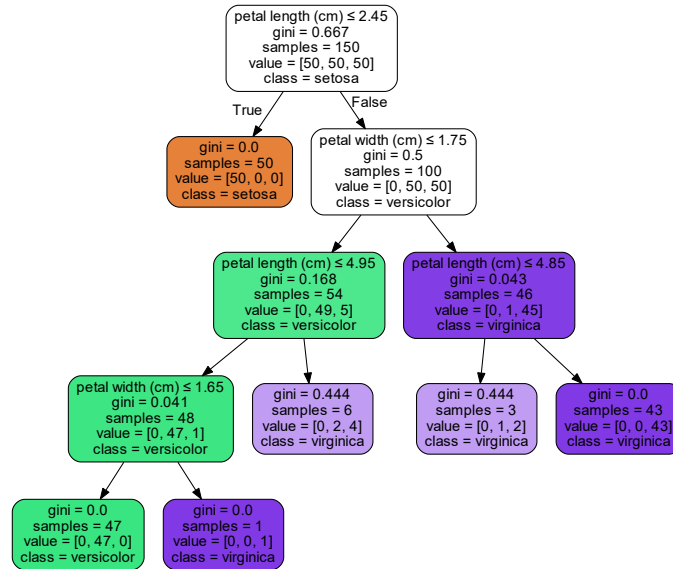 petal length (cm) ≤ 2.45
gini = 0.667
samples = 150
value = [50, 50, 50]
class = setosa
True
False
gini = 0.0
samples = 50
value = [50, 0, 0]
class = setosa
petal width (cm) ≤ 1.75
gini = 0.5
samples = 100
value = [0, 50, 50]
class = versicolor
petal length (cm) ≤ 4.95
gini = 0.168
samples = 54
value = [0, 49, 5]
class = versicolor
petal length (cm) ≤ 4.85
gini = 0.043
samples = 46
value = [0, 1, 45]
class = virginica
petal width (cm) ≤ 1.65
gini = 0.041
samples = 48
value = [0, 47, 1]
class = versicolor
gini = 0.444
samples = 6
value = [0, 2, 4]
class = virginica
gini = 0.444
samples = 3
value = [0, 1, 2]
class = virginica
gini = 0.0
samples = 43
value = [0, 0, 43]
class = virginica
gini = 0.0
samples = 47
value = [0, 47, 0]
class = versicolor
gini = 0.0
samples = 1
value = [0, 0, 1]
class = virginica